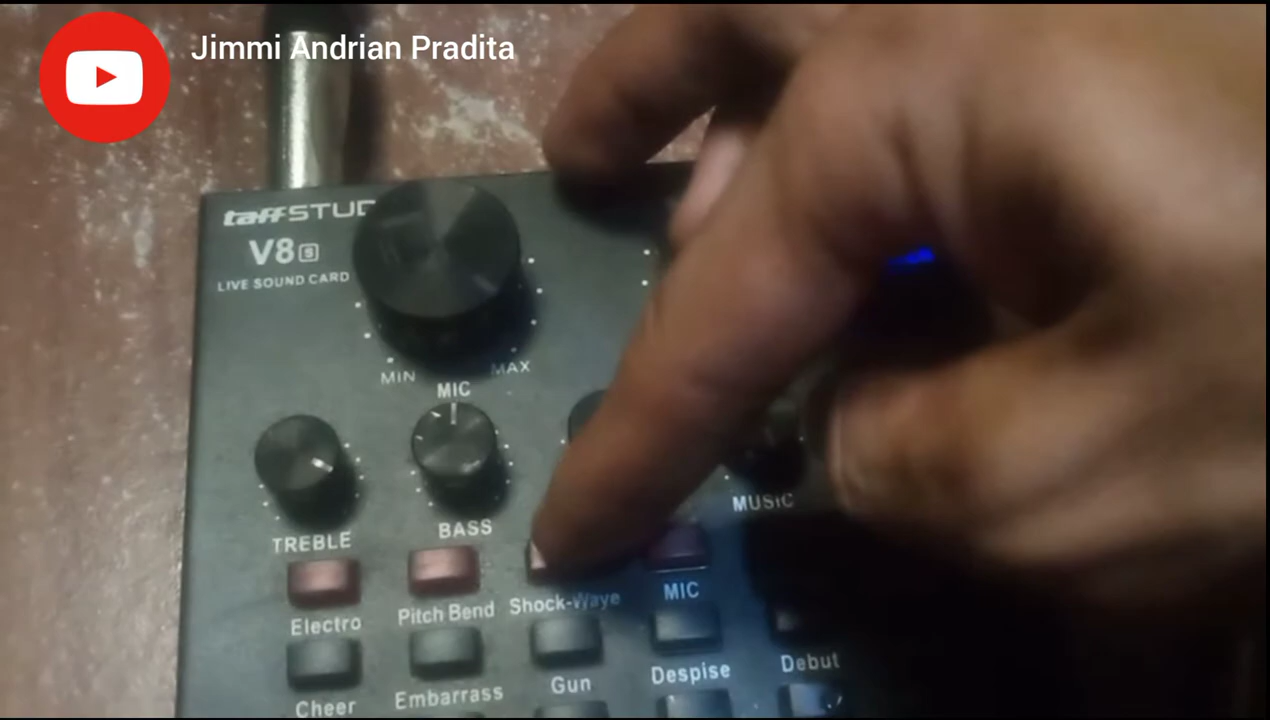 Jimmi Andrian Pradita
taffSTUD
V8 S
LIVE SOUND CARD
MIN MAX
MIC
TREBLE BASS MUSIC
Electro Pitch Bend Shock-Wave MIC
Cheer Embarrass Gun Despise Debut